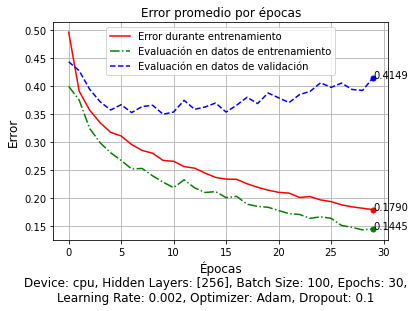 Error promedio por épocas
Error durante entrenamiento
Evaluación en datos de entrenamiento
Evaluación en datos de validación
Error
0.50
0.45
0.40
0.35
0.30
0.25
0.20
0.15
0.4149
0.1790
0.1445
0 5 10 15 20 25 30
Épocas
Device: cpu, Hidden Layers: [256], Batch Size: 100, Epochs: 30,
Learning Rate: 0.002, Optimizer: Adam, Dropout: 0.1